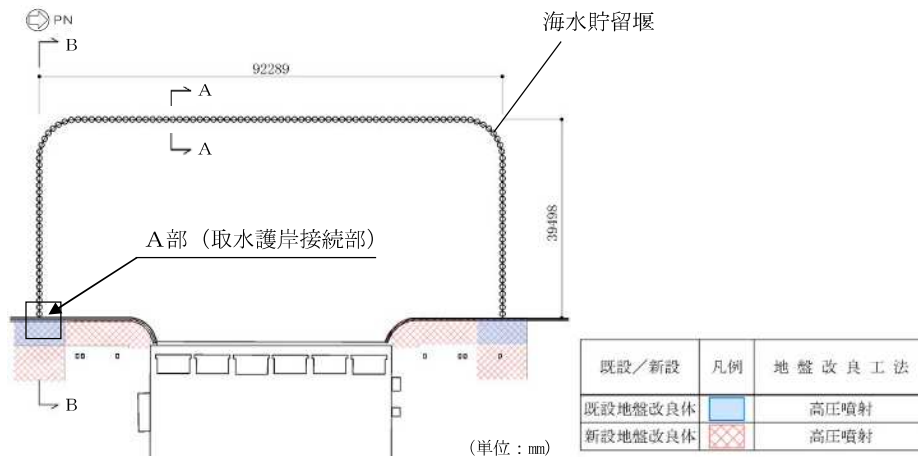 PN
B
海水貯留堰
92289
A
A
39498
A部（取水護岸接続部）
B
既設／新設 凡例 地盤改良工法
既設地盤改良体 高圧噴射
新設地盤改良体 高圧噴射
(単位：mm)